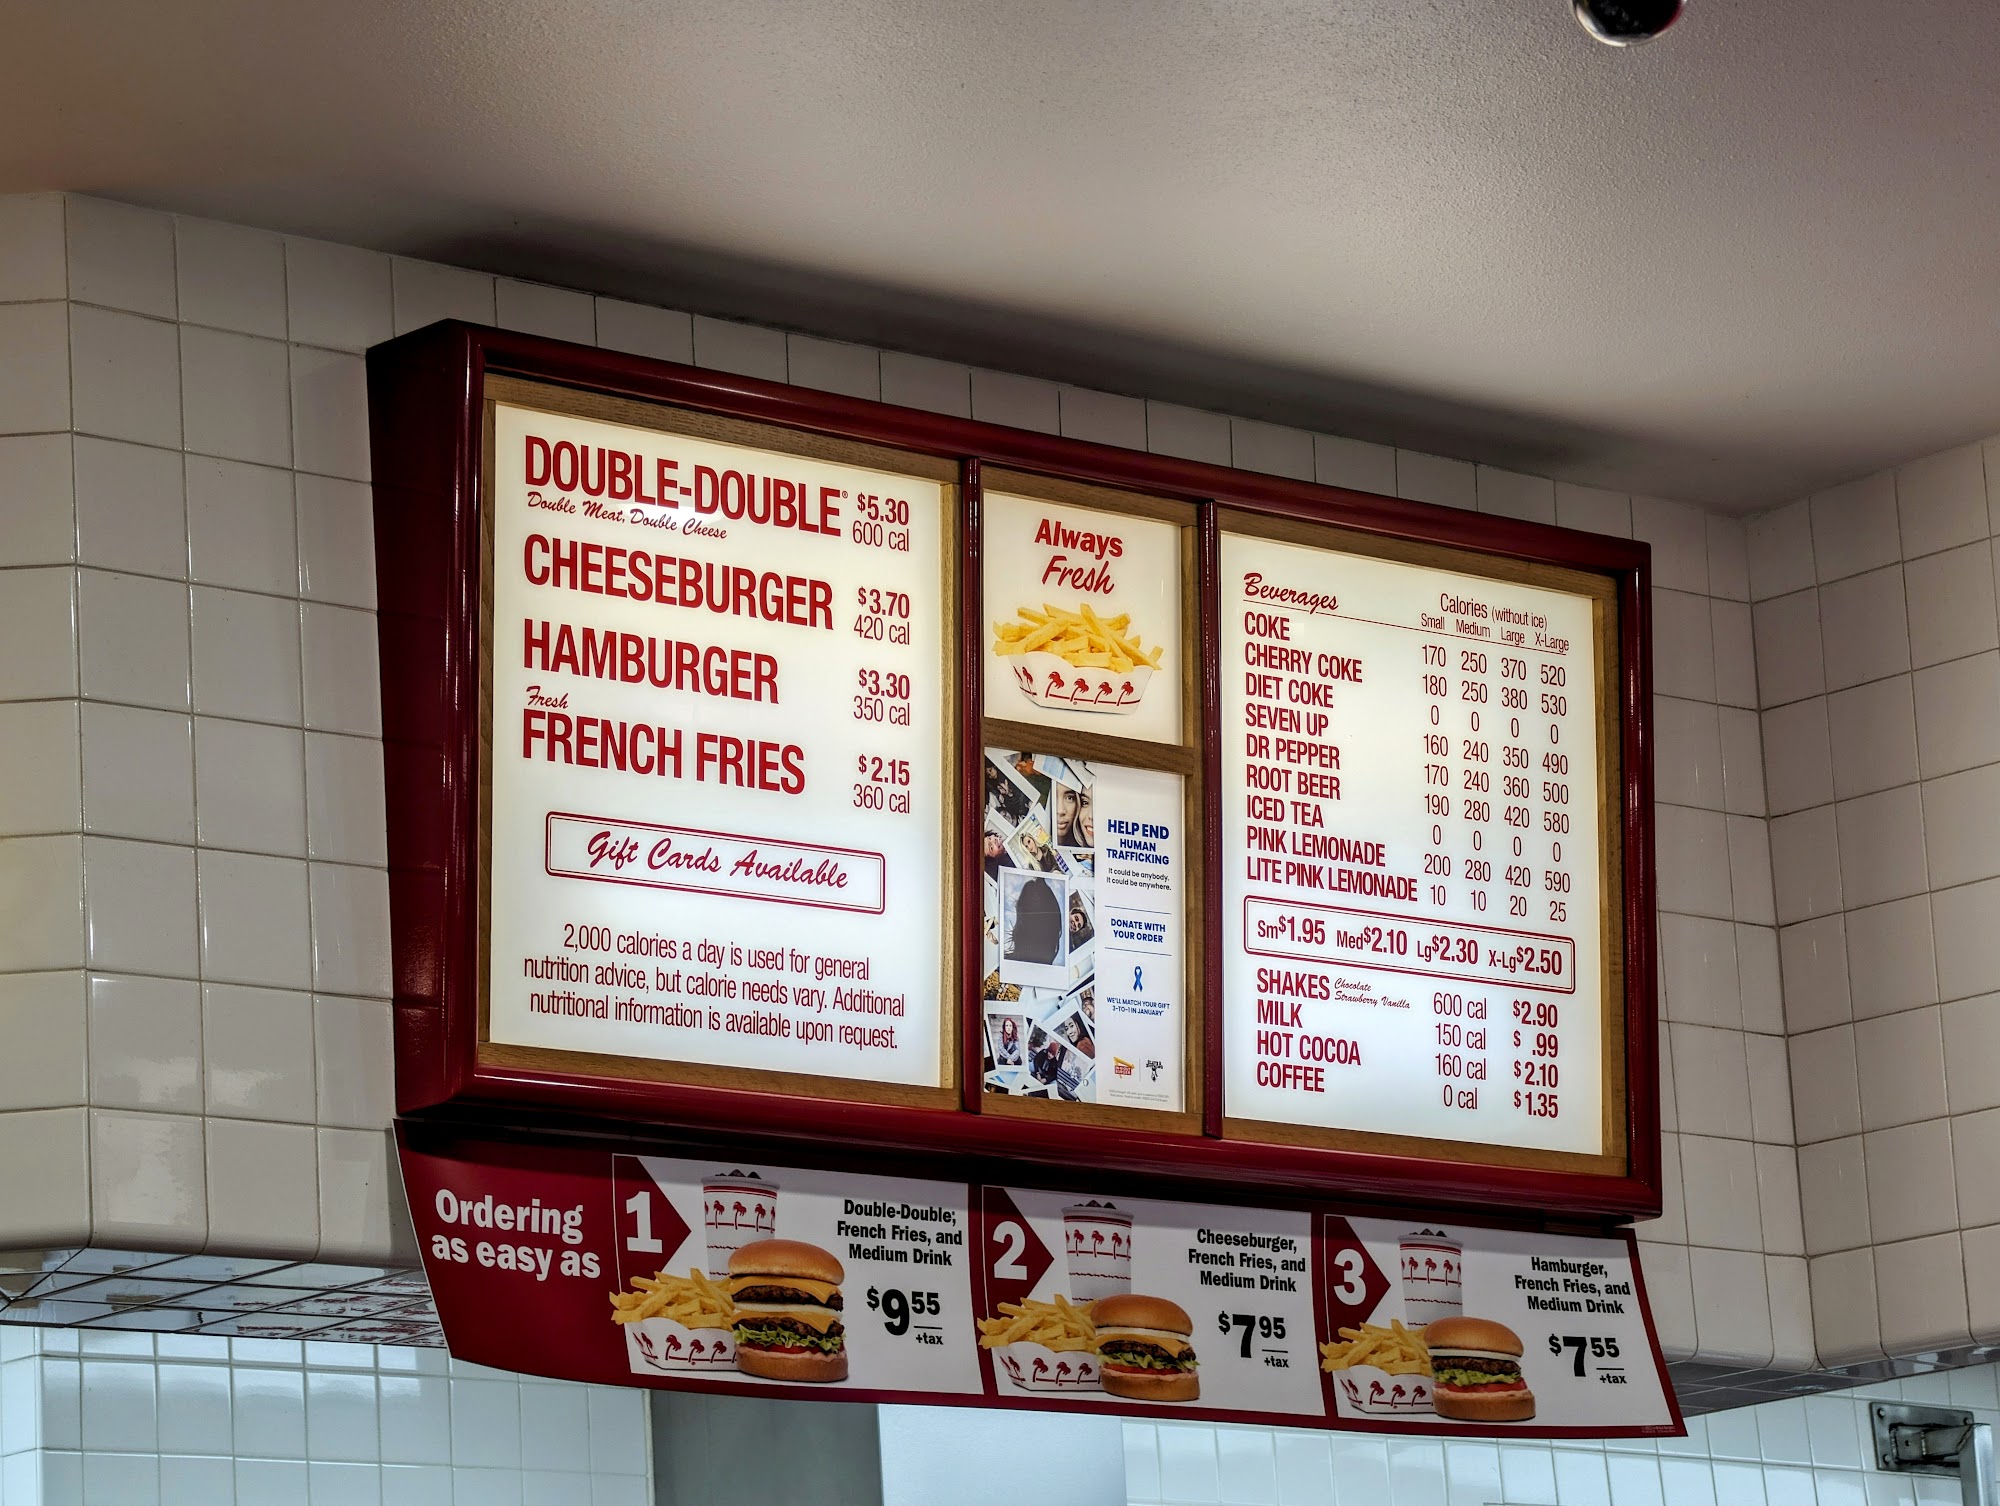 DOUBLE-DOUBLE® $5.30
Double Meat, Double Cheese 600 cal
CHEESEBURGER $3.70
420 cal
HAMBURGER $3.30
350 cal
Fresh
FRENCH FRIES $2.15
360 cal
Gift Cards Available
2,000 calories a day is used for general
nutrition advice, but calorie needs vary. Additional
nutritional information is available upon request.
Always
Fresh
HELP END
HUMAN
TRAFFICKING
It could be anybody.
It could be anywhere.
DONATE WITH
YOUR ORDER
WE'LL MATCH YOUR GIFT
3-TO-1 IN JANUARY*
Beverages Calories (without ice)
Small Medium Large X-Large
COKE 170 250 370 520
CHERRY COKE 180 250 380 530
DIET COKE 0 0 0 0
SEVEN UP 160 240 350 490
DR PEPPER 170 240 360 500
ROOT BEER 190 280 420 580
ICED TEA 0 0 0 0
PINK LEMONADE 200 280 420 590
LITE PINK LEMONADE 10 10 20 25
Sm$1.95 Med$2.10 Lg$2.30 X-Lg$2.50
SHAKES Chocolate Strawberry Vanilla 600 cal $2.90
MILK 150 cal $ .99
HOT COCOA 160 cal $2.10
COFFEE 0 cal $1.35
Ordering
as easy as
1
Double-Double,
French Fries, and
Medium Drink
$9.55
+tax
2
Cheeseburger,
French Fries, and
Medium Drink
$7.95
+tax
3
Hamburger,
French Fries, and
Medium Drink
$7.55
+tax